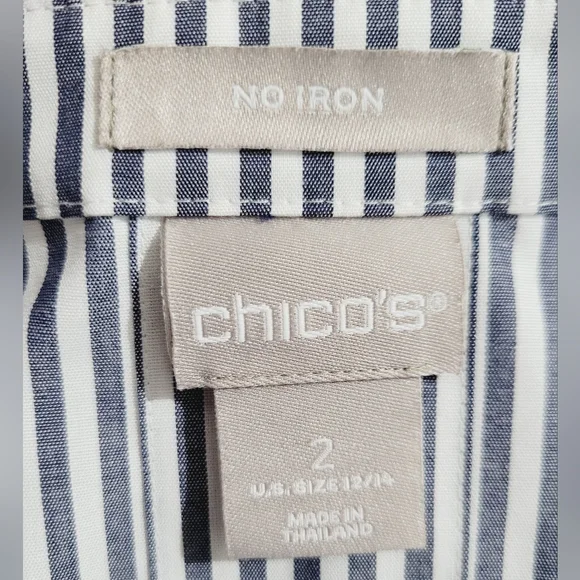 NO IRON
chico's®
2
U.S. SIZE 12/14
MADE IN
THAILAND